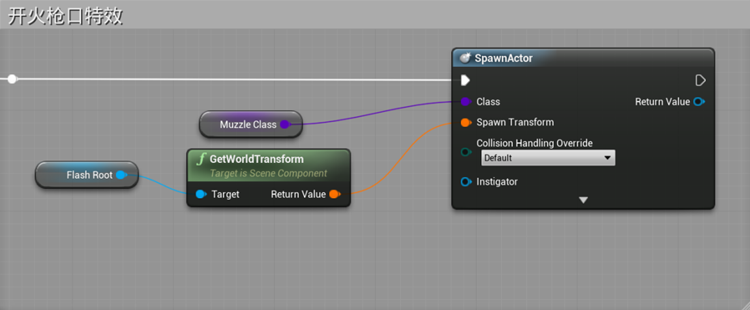 开火枪口特效
SpawnActor
Class
Return Value
Muzzle Class
Spawn Transform
Collision Handling Override
Default
GetWorldTransform
Target is Scene Component
Flash Root
Target
Return Value
Instigator